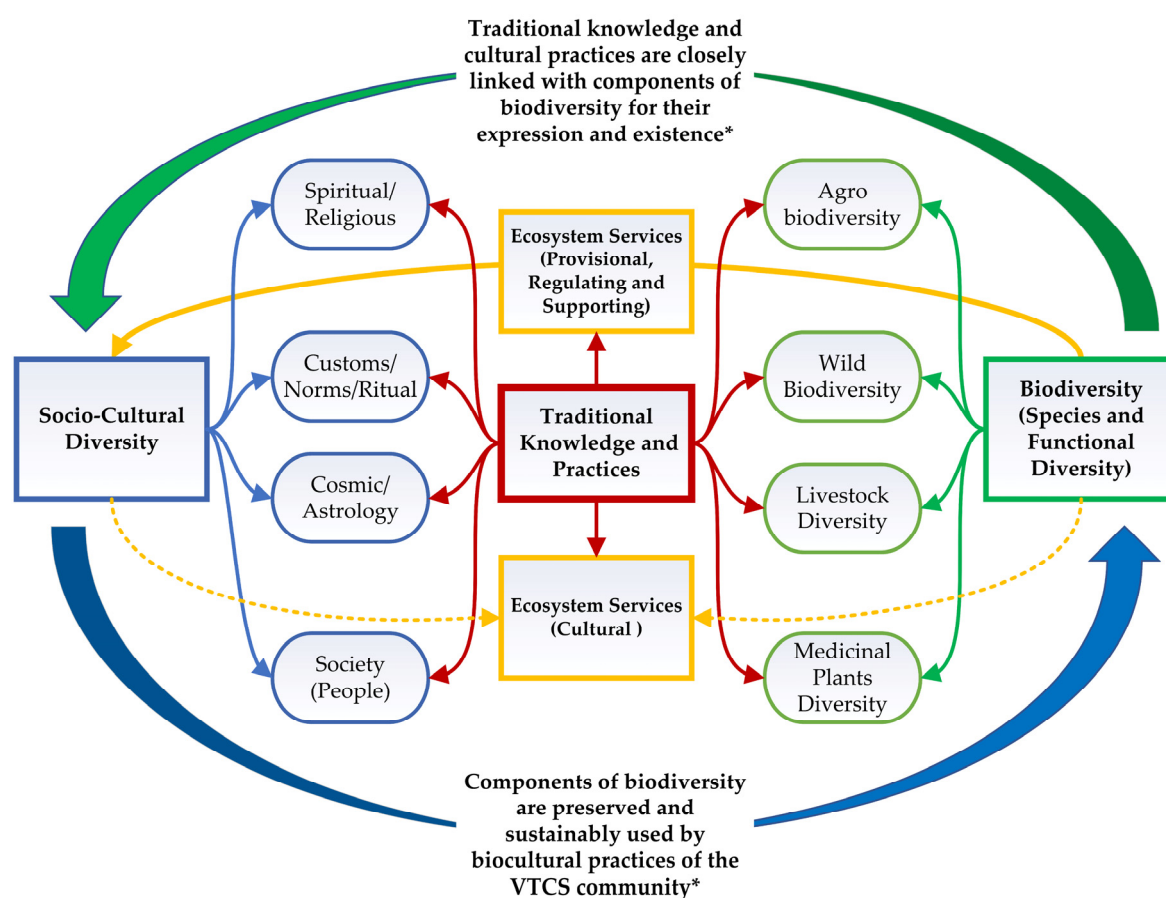 Traditional knowledge and
cultural practices are closely
linked with components of
biodiversity for their
expression and existence*
Spiritual/
Religious
Agro
biodiversity
Ecosystem Services
(Provisional,
Regulating and
Supporting)
Customs/
Norms/Ritual
Wild
Biodiversity
Socio-Cultural
Diversity
Traditional
Knowledge and
Practices
Biodiversity
(Species and
Functional
Diversity)
Cosmic/
Astrology
Livestock
Diversity
Ecosystem Services
(Cultural )
Society
(People)
Medicinal
Plants
Diversity
Components of biodiversity
are preserved and
sustainably used by
biocultural practices of the
VTCS community*